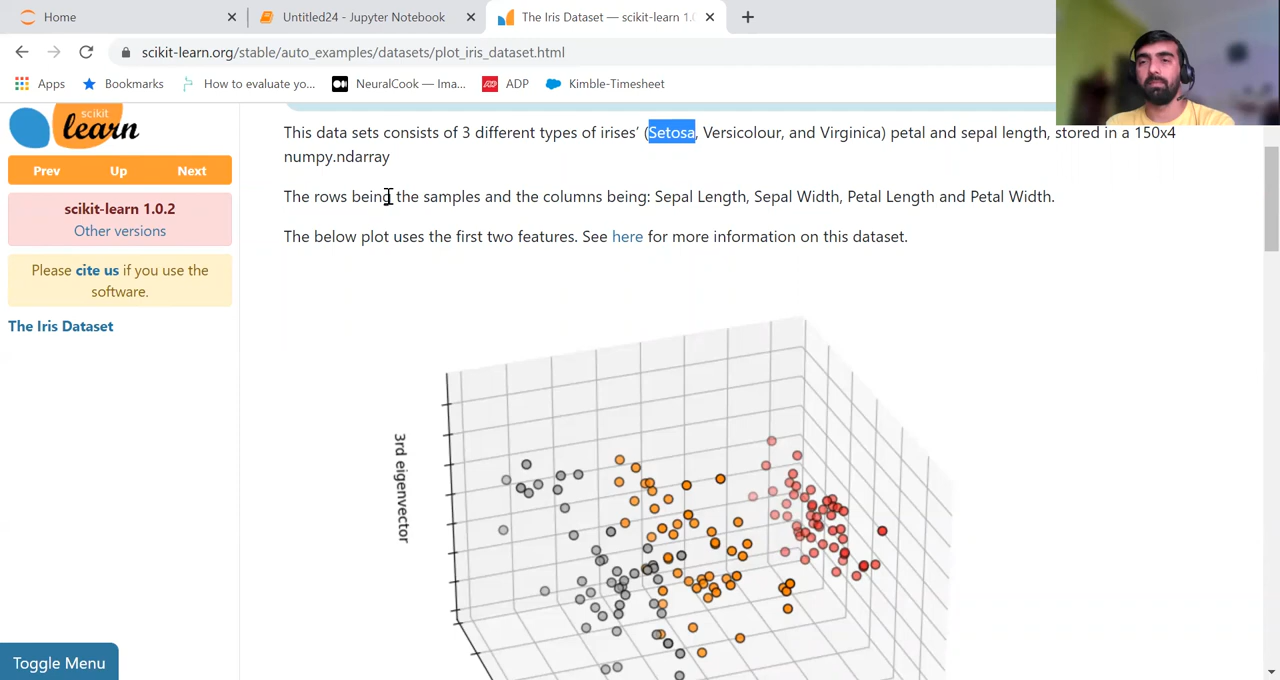 Home
Untitled24 - Jupyter Notebook
The Iris Dataset — scikit-learn 1.0
scikit-learn.org/stable/auto_examples/datasets/plot_iris_dataset.html
Apps
Bookmarks
How to evaluate yo...
NeuralCook — Ima...
ADP
Kimble-Timesheet
scikit
learn
Prev Up Next
scikit-learn 1.0.2
Other versions
Please cite us if you use the
software.
The Iris Dataset
Toggle Menu
This data sets consists of 3 different types of irises’ (Setosa, Versicolour, and Virginica) petal and sepal length, stored in a 150x4
numpy.ndarray
The rows being the samples and the columns being: Sepal Length, Sepal Width, Petal Length and Petal Width.
The below plot uses the first two features. See here for more information on this dataset.
3rd eigenvector